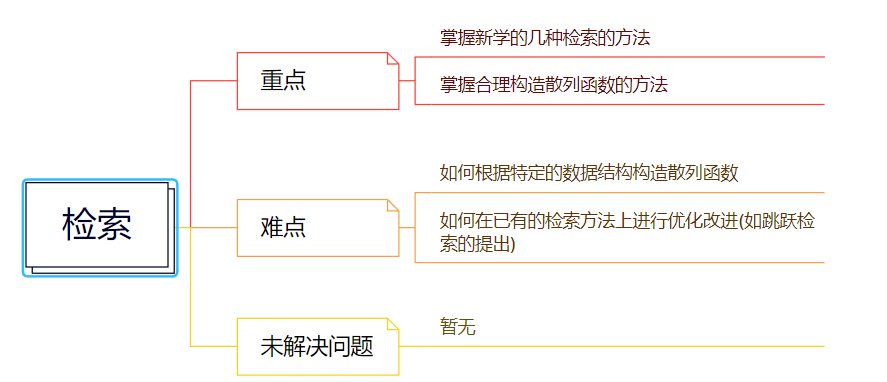 检索
重点
掌握新学的几种检索的方法
掌握合理构造散列函数的方法
难点
如何根据特定的数据结构构造散列函数
如何在已有的检索方法上进行优化改进(如跳跃检
索的提出)
未解决问题
暂无